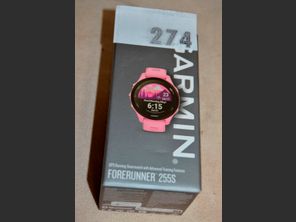 274
GARMIN
6:15
GPS Running Smartwatch with Advanced Training Features
FORERUNNER® 255S